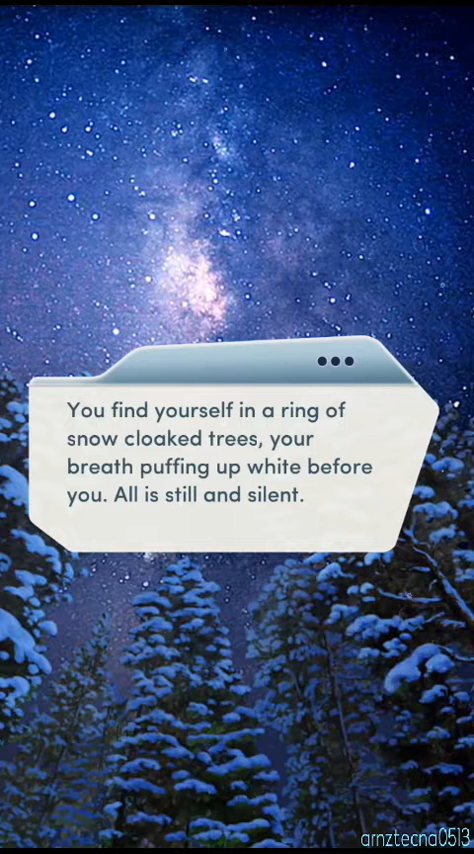 You find yourself in a ring of
snow cloaked trees, your
breath puffing up white before
you. All is still and silent.
arnztecna0513